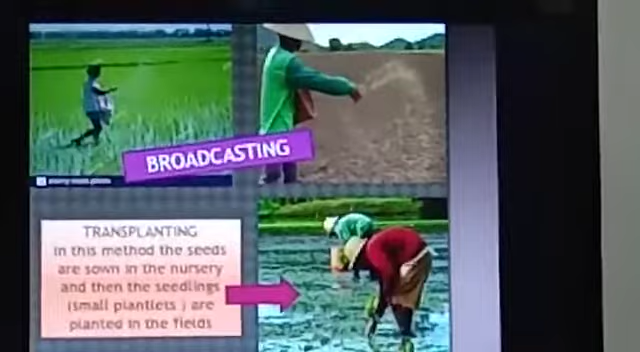 BROADCASTING
TRANSPLANTING
In this method the seeds
are sown in the nursery
and then the seedlings
(small plantlets ) are
planted in the fields